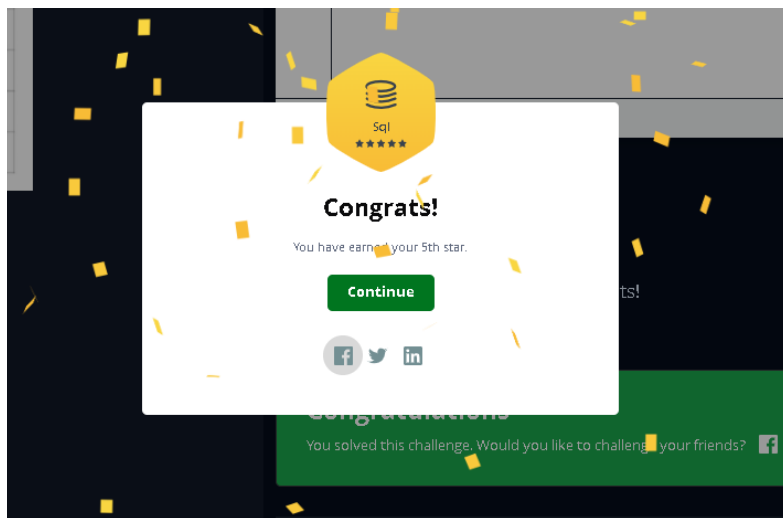 Sql
Congrats!
You have earned your 5th star.
Continue
ts!
Congratulations
You solved this challenge. Would you like to challenge your friends?